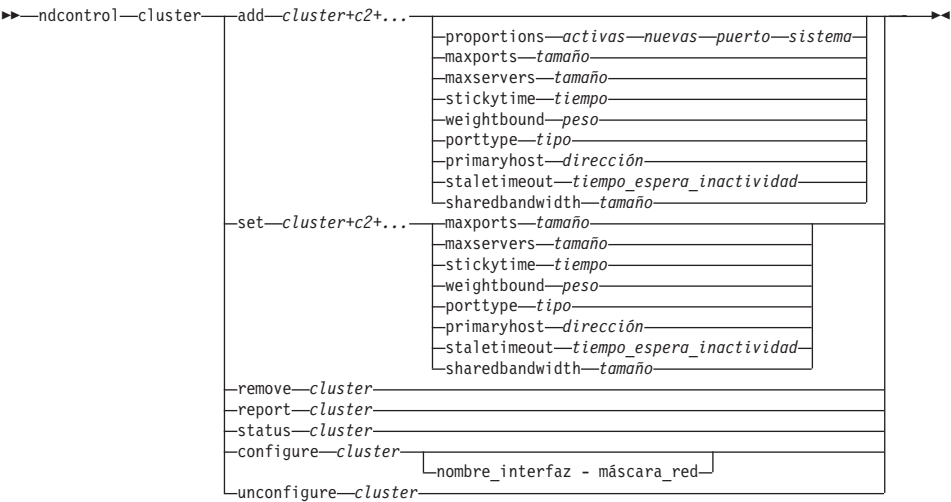 ndcontrol cluster add cluster+c2+...
proportions activas nuevas puerto sistema
maxports tamaño
maxservers tamaño
stickytime tiempo
weightbound peso
porttype tipo
primaryhost dirección
staletimeout tiempo_espera_inactividad
sharedbandwidth tamaño
set cluster+c2+... maxports tamaño
maxservers tamaño
stickytime tiempo
weightbound peso
porttype tipo
primaryhost dirección
staletimeout tiempo_espera_inactividad
sharedbandwidth tamaño
remove cluster
report cluster
status cluster
configure cluster
nombre_interfaz - máscara_red
unconfigure cluster